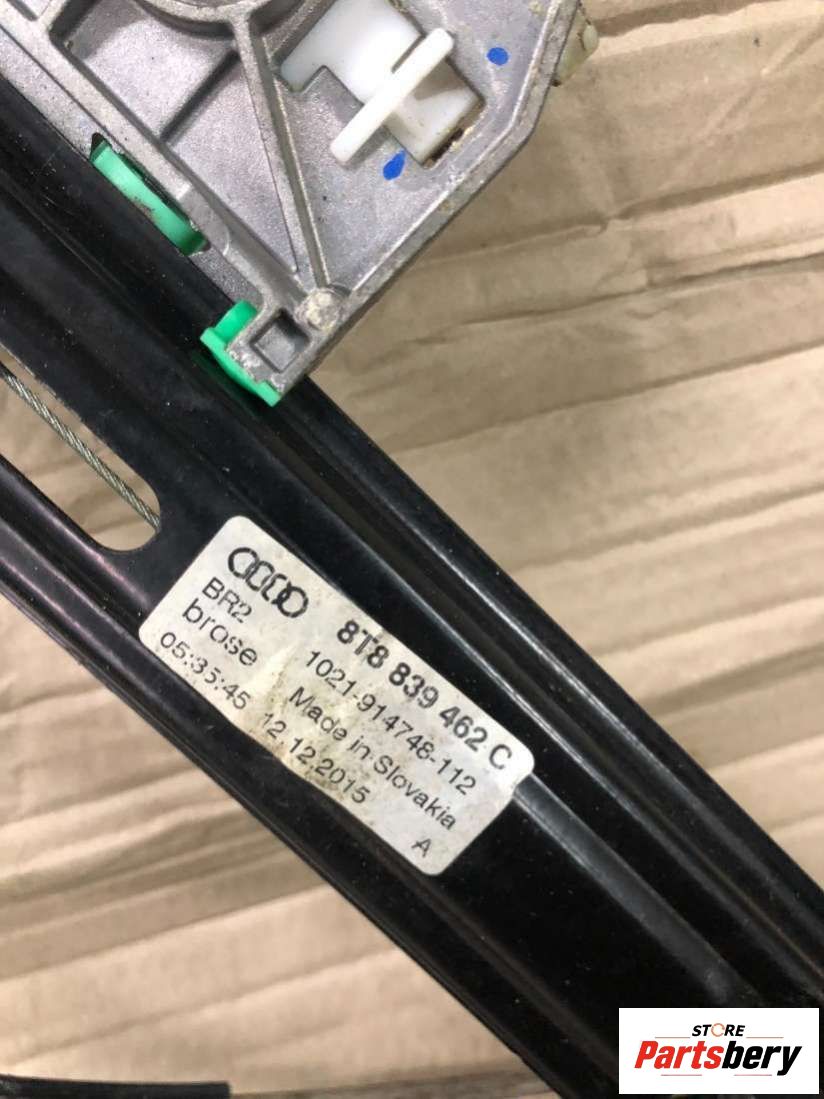 8T8 839 462 C
BR2
1021-914748-112
brose
Made in Slovakia
05:35:45 12.12.2015
A
STORE
Partsbery